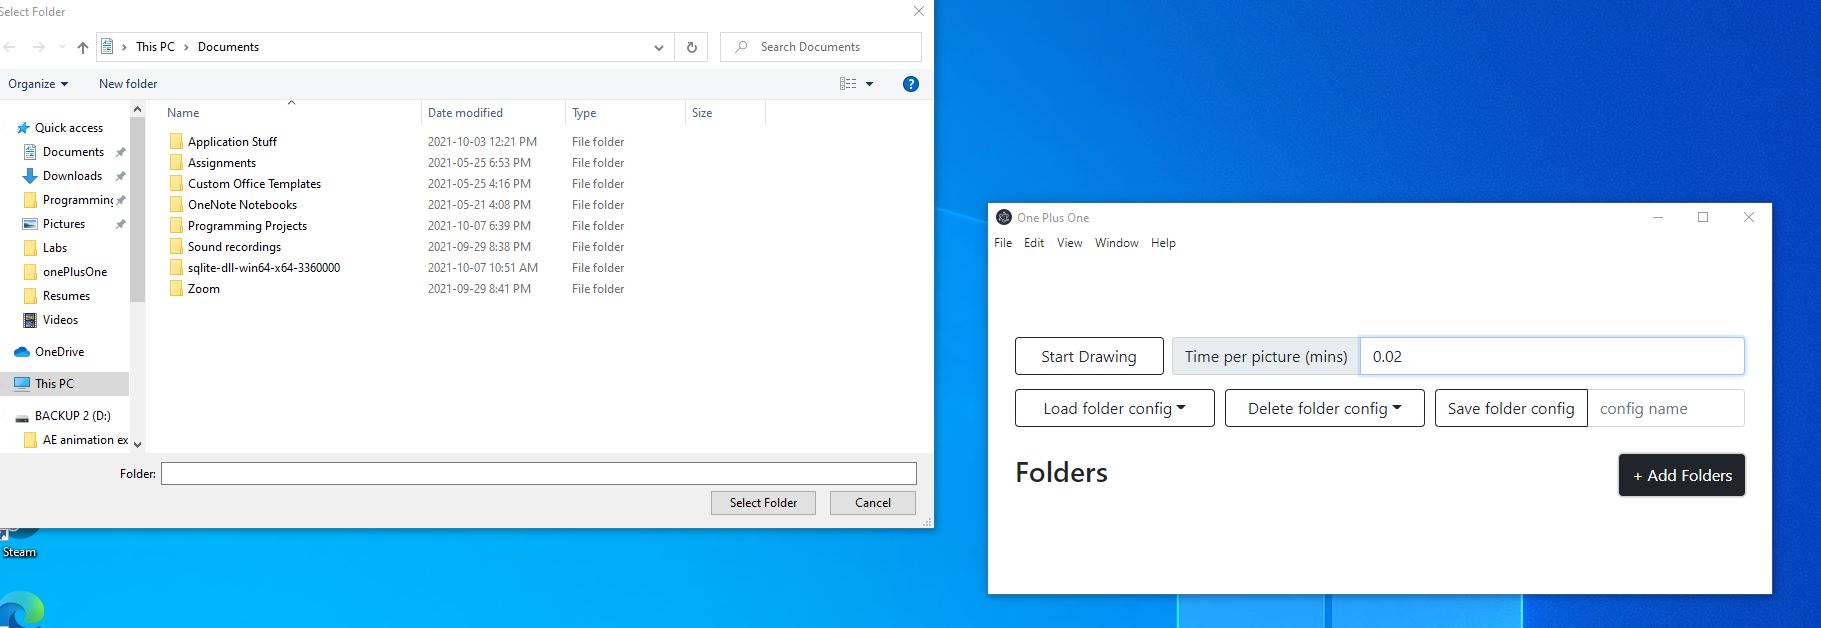 Select Folder
This PC > Documents
Search Documents
Organize
New folder
?
Name
Date modified
Type
Size
Quick access
Documents
Downloads
Programming
Pictures
Labs
onePlusOne
Resumes
Videos
OneDrive
This PC
BACKUP 2 (D:)
AE animation ex
Application Stuff 2021-10-03 12:21 PM File folder
Assignments 2021-05-25 6:53 PM File folder
Custom Office Templates 2021-05-25 4:16 PM File folder
OneNote Notebooks 2021-05-21 4:08 PM File folder
Programming Projects 2021-10-07 6:39 PM File folder
Sound recordings 2021-09-29 8:38 PM File folder
sqlite-dll-win64-x64-3360000 2021-10-07 10:51 AM File folder
Zoom 2021-09-29 8:41 PM File folder
Folder:
Select Folder
Cancel
Steam
One Plus One
File Edit View Window Help
Start Drawing
Time per picture (mins)
0.02
Load folder config
Delete folder config
Save folder config
config name
Folders
+ Add Folders